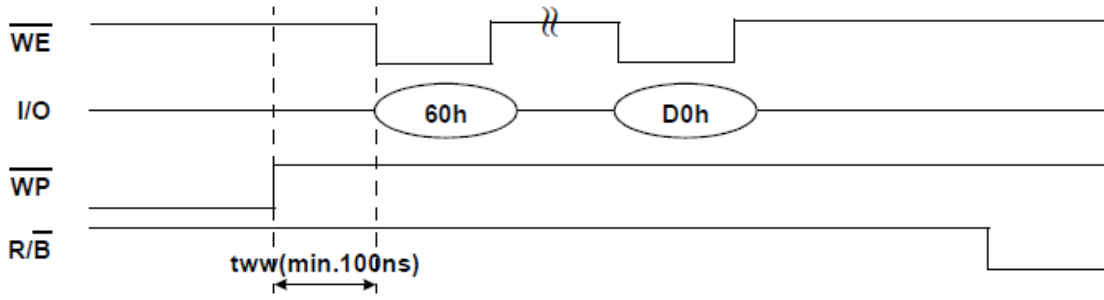 WE
I/O 60h D0h
WP
R/B
tww(min.100ns)